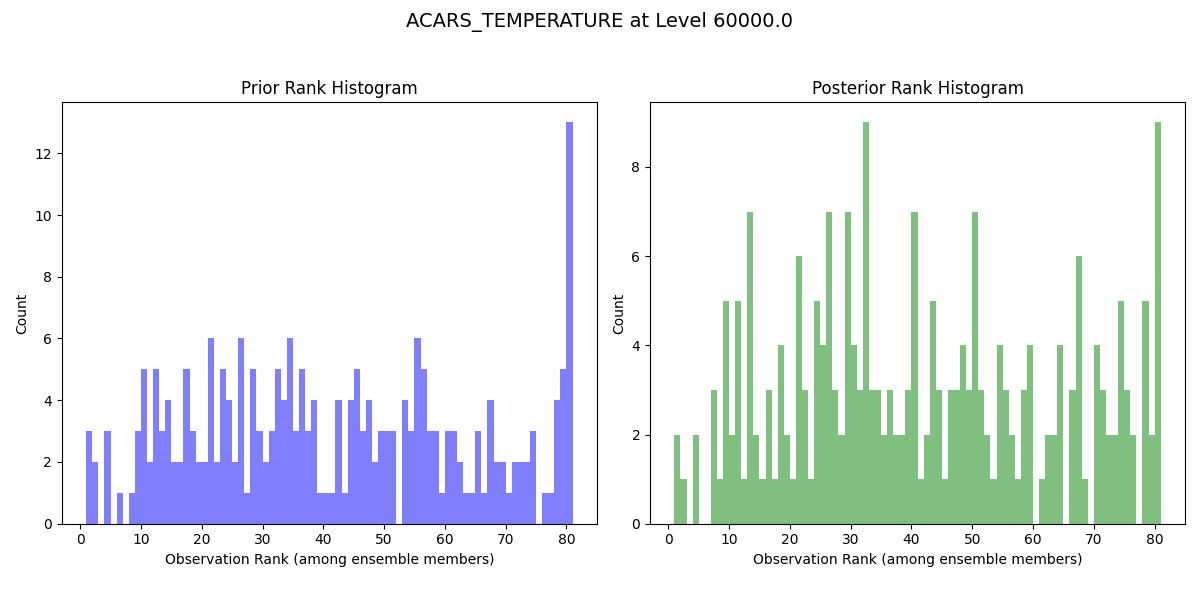 ACARS_TEMPERATURE at Level 60000.0
Prior Rank Histogram
Count
12
10
8
6
4
2
0
0 10 20 30 40 50 60 70 80
Observation Rank (among ensemble members)
Posterior Rank Histogram
Count
8
6
4
2
0
0 10 20 30 40 50 60 70 80
Observation Rank (among ensemble members)